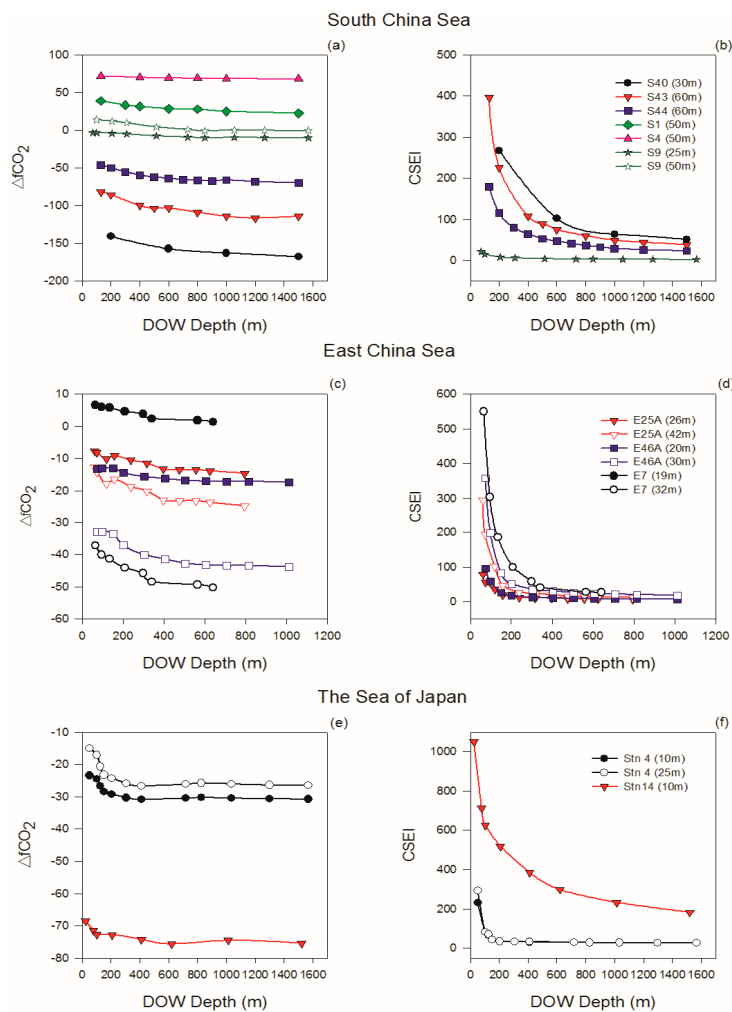 South China Sea
(a)
(b)
100
50
0
-50
-100
-150
-200
△fCO2
0 200 400 600 800 1000 1200 1400 1600
DOW Depth (m)
500
400
300
200
100
0
CSEI
S40 (30m)
S43 (60m)
S44 (60m)
S1 (50m)
S4 (50m)
S9 (25m)
S9 (50m)
0 200 400 600 800 1000 1200 1400 1600
DOW Depth (m)
East China Sea
(c)
(d)
10
0
-10
-20
-30
-40
-50
-60
△fCO2
0 200 400 600 800 1000 1200
DOW Depth (m)
600
500
400
300
200
100
0
CSEI
E25A (26m)
E25A (42m)
E46A (20m)
E46A (30m)
E7 (19m)
E7 (32m)
0 200 400 600 800 1000 1200
DOW Depth (m)
The Sea of Japan
(e)
(f)
-10
-20
-30
-40
-50
-60
-70
-80
△fCO2
0 200 400 600 800 1000 1200 1400 1600
DOW Depth (m)
1000
800
600
400
200
0
CSEI
Stn 4 (10m)
Stn 4 (25m)
Stn14 (10m)
0 200 400 600 800 1000 1200 1400 1600
DOW Depth (m)